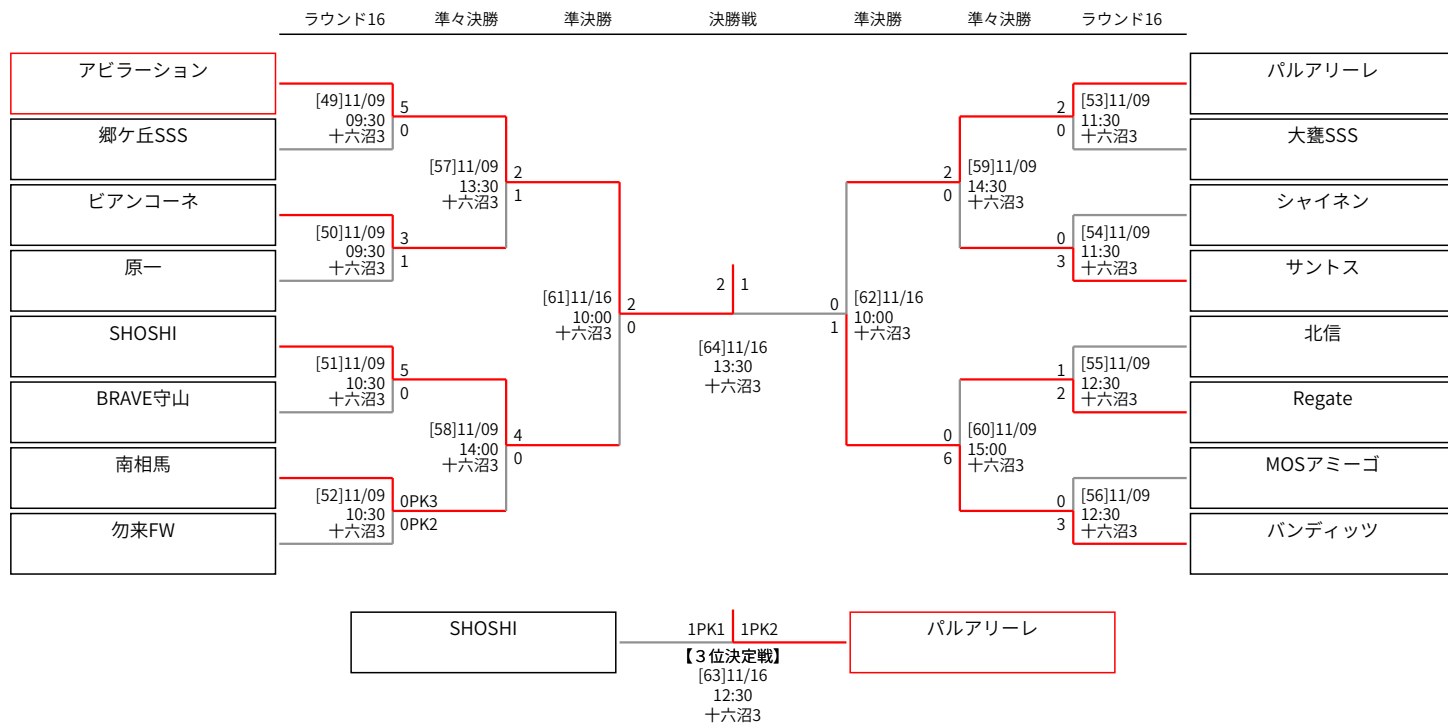 ラウンド16 準々決勝 準決勝 決勝戦 準決勝 準々決勝 ラウンド16
アビラーション
郷ケ丘SSS
ビアンコーネ
原一
SHOSHI
BRAVE守山
南相馬
勿来FW
[49]11/09
09:30
十六沼3
5
0
[50]11/09
09:30
十六沼3
3
1
[51]11/09
10:30
十六沼3
5
0
[52]11/09
10:30
十六沼3
0PK3
0PK2
[57]11/09
13:30
十六沼3
2
1
[58]11/09
14:00
十六沼3
4
0
[61]11/16
10:00
十六沼3
2
0
2 1
[64]11/16
13:30
十六沼3
0
1
[62]11/16
10:00
十六沼3
2
0
[59]11/09
14:30
十六沼3
0
6
[60]11/09
15:00
十六沼3
2
0
[53]11/09
11:30
十六沼3
0
3
[54]11/09
11:30
十六沼3
1
2
[55]11/09
12:30
十六沼3
0
3
[56]11/09
12:30
十六沼3
パルアリーレ
大甕SSS
シャイネン
サントス
北信
Regate
MOSアミーゴ
バンディッツ
SHOSHI
1PK1 1PK2
パルアリーレ
【３位決定戦】
[63]11/16
12:30
十六沼3